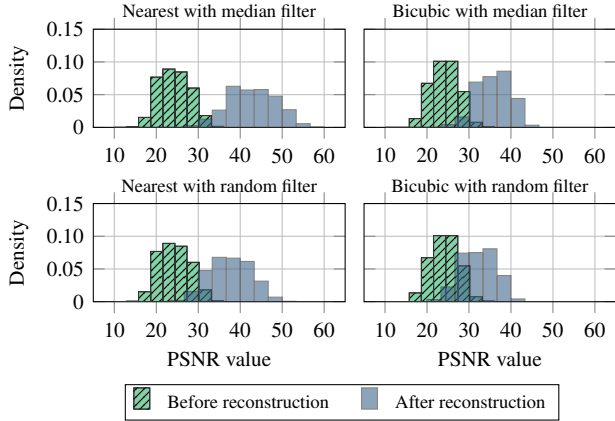 Nearest with median filter
Bicubic with median filter
Density
0.15
0.10
0.05
0
10 20 30 40 50 60
10 20 30 40 50 60
Nearest with random filter
Bicubic with random filter
Density
0.15
0.10
0.05
0
10 20 30 40 50 60
10 20 30 40 50 60
PSNR value
PSNR value
Before reconstruction
After reconstruction